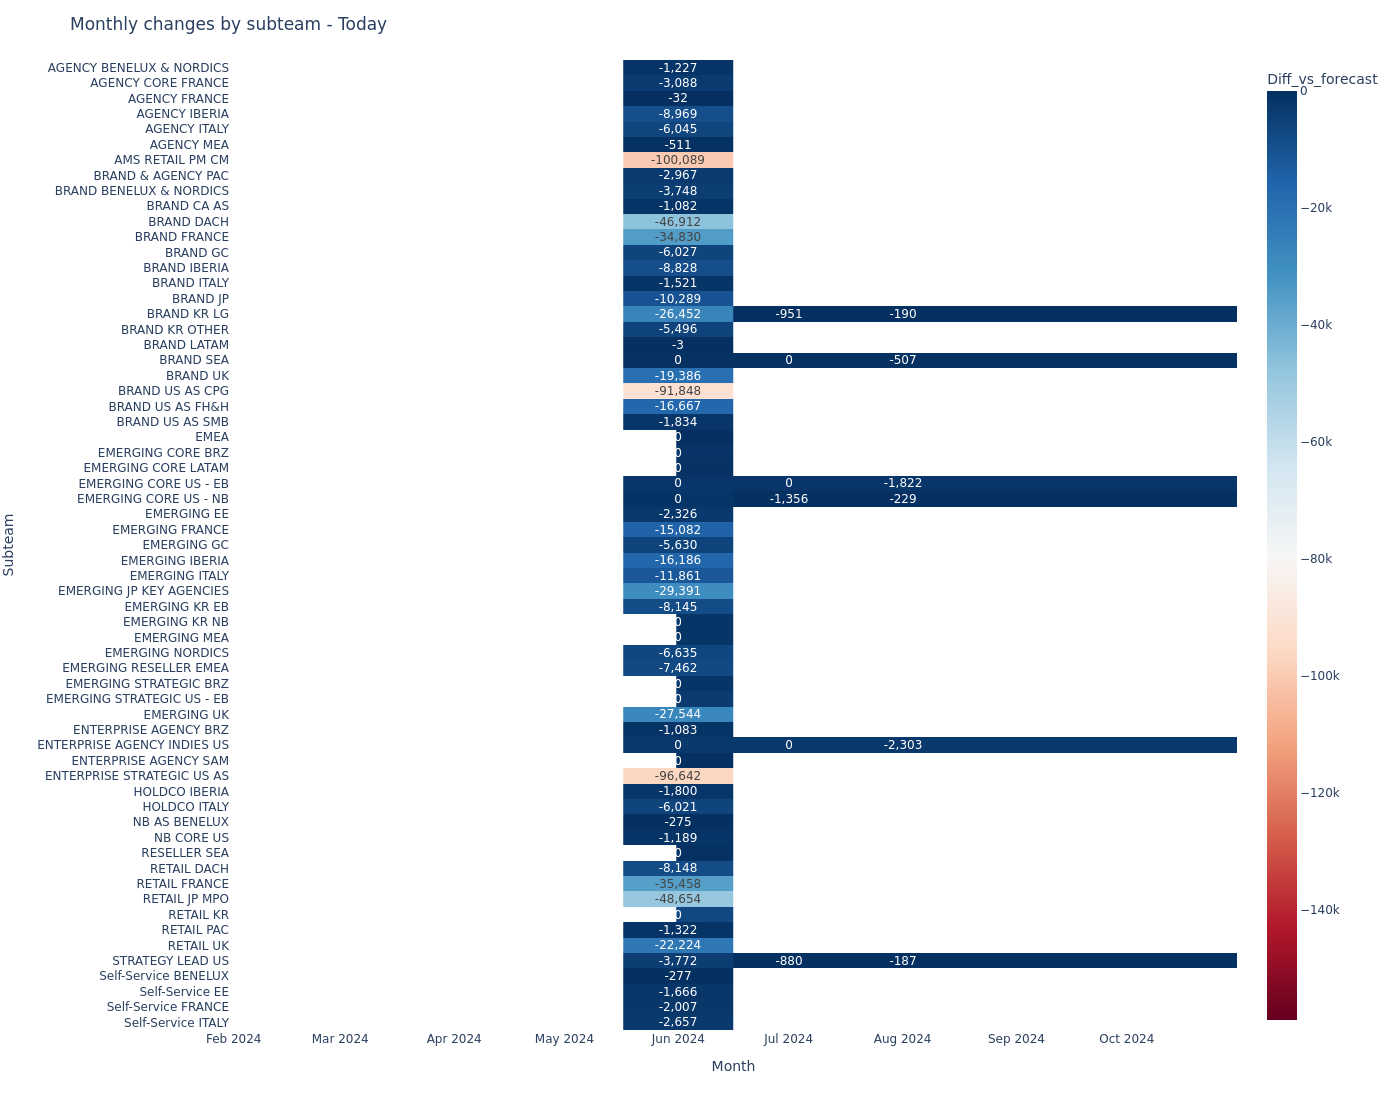 Monthly changes by subteam - Today
Diff_vs_forecast
AGENCY BENELUX & NORDICS -1,227
AGENCY CORE FRANCE -3,088
AGENCY FRANCE -32
AGENCY IBERIA -8,969
AGENCY ITALY -6,045
AGENCY MEA -511
AMS RETAIL PM CM -100,089
BRAND & AGENCY PAC -2,967
BRAND BENELUX & NORDICS -3,748
BRAND CA AS -1,082
BRAND DACH -46,912
BRAND FRANCE -34,830
BRAND GC -6,027
BRAND IBERIA -8,828
BRAND ITALY -1,521
BRAND JP -10,289
BRAND KR LG -26,452 -951 -190
BRAND KR OTHER -5,496
BRAND LATAM -3
BRAND SEA 0 0 -507
BRAND UK -19,386
BRAND US AS CPG -91,848
BRAND US AS FH&H -16,667
BRAND US AS SMB -1,834
EMEA 0
EMERGING CORE BRZ 0
EMERGING CORE LATAM 0
EMERGING CORE US - EB 0 0 -1,822
EMERGING CORE US - NB 0 -1,356 -229
EMERGING EE -2,326
EMERGING FRANCE -15,082
EMERGING GC -5,630
EMERGING IBERIA -16,186
EMERGING ITALY -11,861
EMERGING JP KEY AGENCIES -29,391
EMERGING KR EB -8,145
EMERGING KR NB 0
EMERGING MEA 0
EMERGING NORDICS -6,635
EMERGING RESELLER EMEA -7,462
EMERGING STRATEGIC BRZ 0
EMERGING STRATEGIC US - EB 0
EMERGING UK -27,544
ENTERPRISE AGENCY BRZ -1,083
ENTERPRISE AGENCY INDIES US 0 0 -2,303
ENTERPRISE AGENCY SAM 0
ENTERPRISE STRATEGIC US AS -96,642
HOLDCO IBERIA -1,800
HOLDCO ITALY -6,021
NB AS BENELUX -275
NB CORE US -1,189
RESELLER SEA 0
RETAIL DACH -8,148
RETAIL FRANCE -35,458
RETAIL JP MPO -48,654
RETAIL KR 0
RETAIL PAC -1,322
RETAIL UK -22,224
STRATEGY LEAD US -3,772 -880 -187
Self-Service BENELUX -277
Self-Service EE -1,666
Self-Service FRANCE -2,007
Self-Service ITALY -2,657
Subteam
Feb 2024 Mar 2024 Apr 2024 May 2024 Jun 2024 Jul 2024 Aug 2024 Sep 2024 Oct 2024
Month
0
−20k
−40k
−60k
−80k
−100k
−120k
−140k